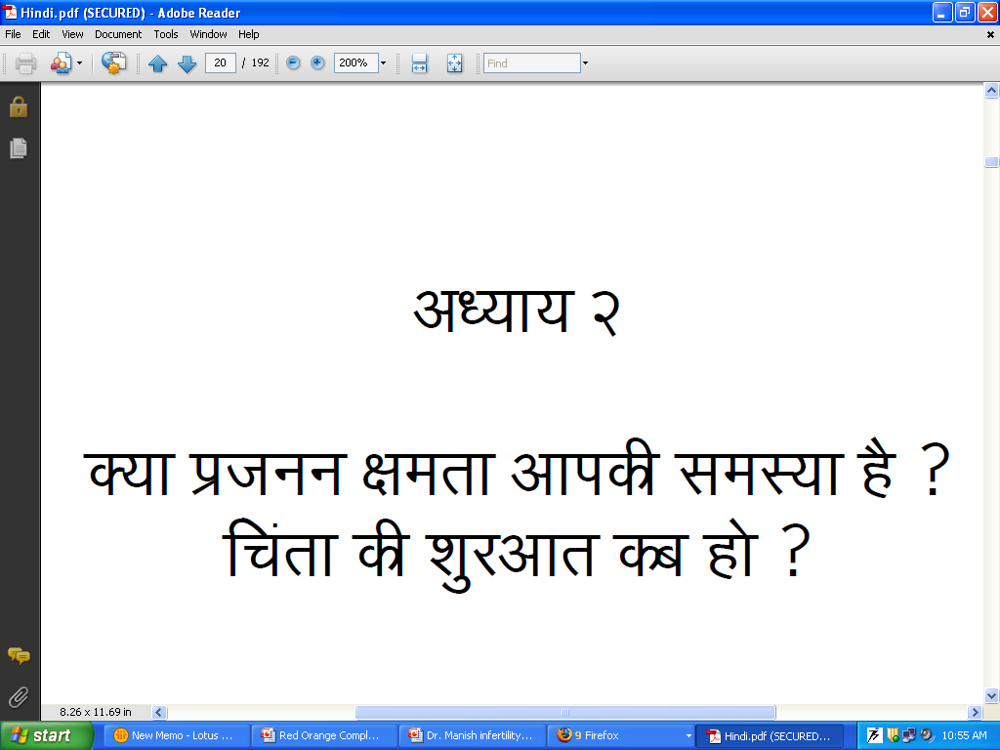 Hindi.pdf (SECURED) - Adobe Reader
File Edit View Document Tools Window Help
20 / 192 200% Find
अध्याय २
क्या प्रजनन क्षमता आपकी समस्या है ?
चिंता की शुरआत कब हो ?
8.26 x 11.69 in
start New Memo - Lotus ... Red Orange Compl... Dr. Manish infertility... 9 Firefox Hindi.pdf (SECURED... 10:55 AM